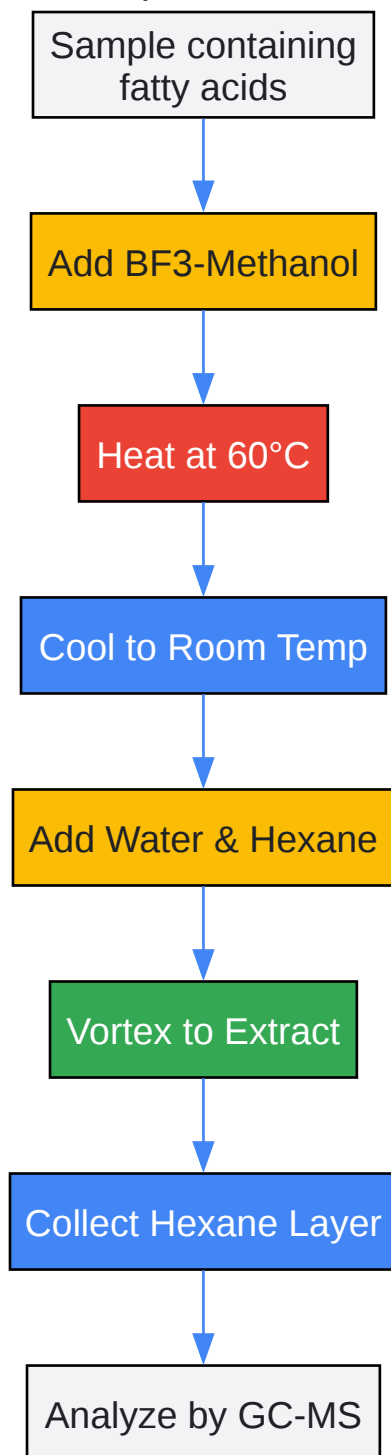 Sample containing
fatty acids
Add BF3-Methanol
Heat at 60°C
Cool to Room Temp
Add Water & Hexane
Vortex to Extract
Collect Hexane Layer
Analyze by GC-MS